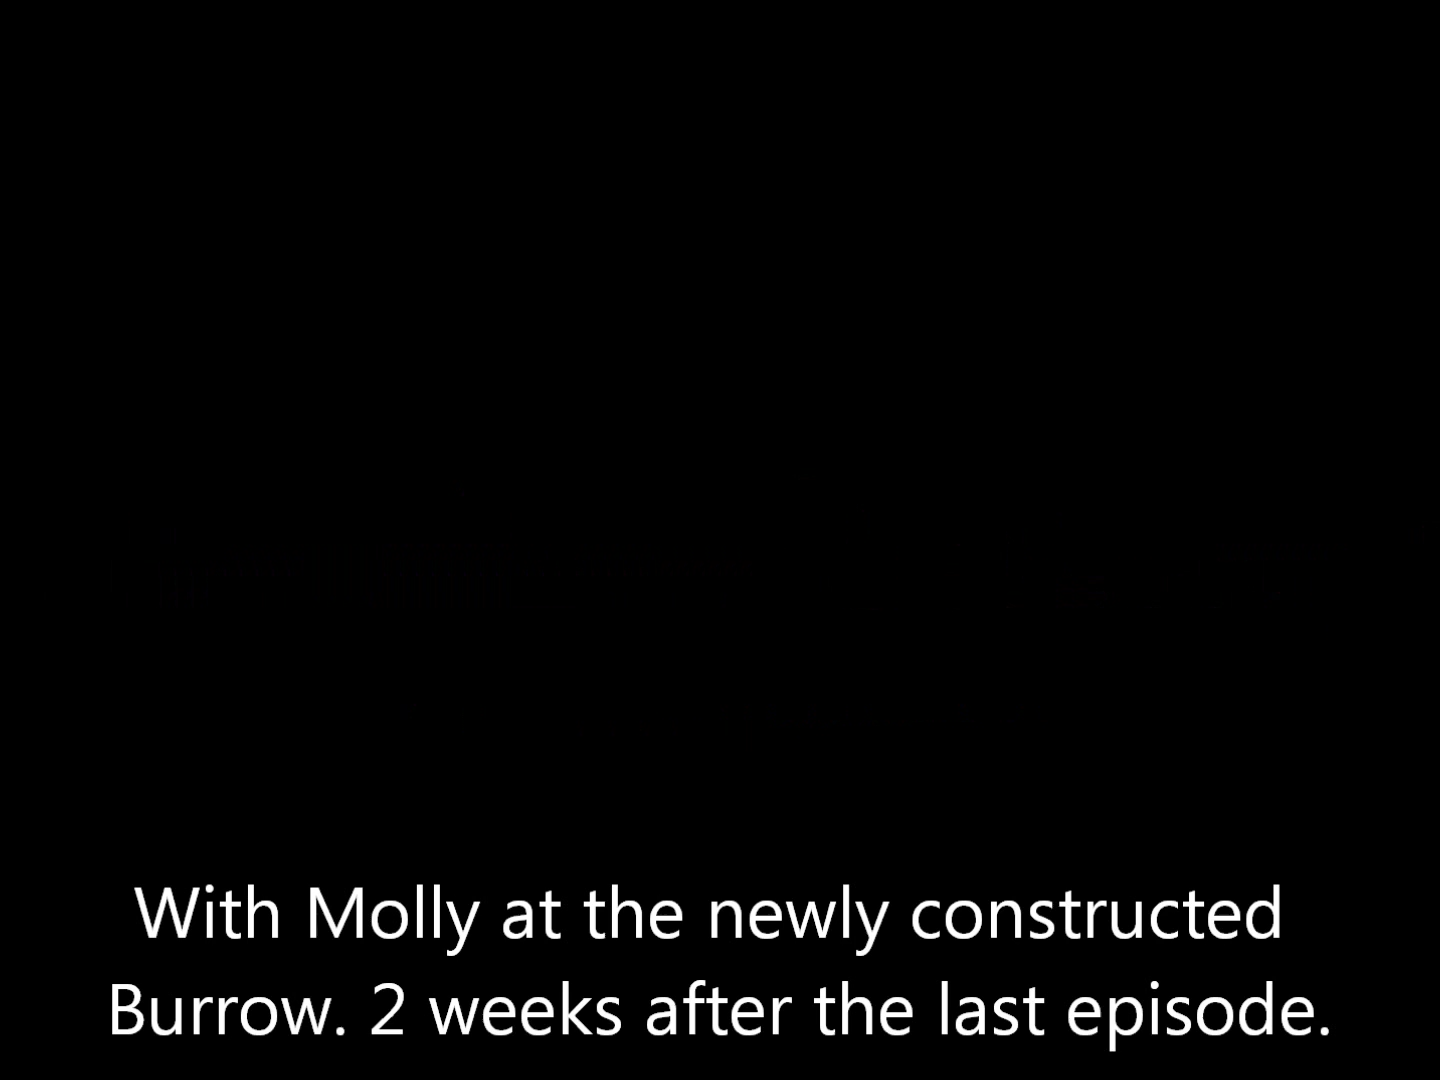 With Molly at the newly constructed
Burrow. 2 weeks after the last episode.